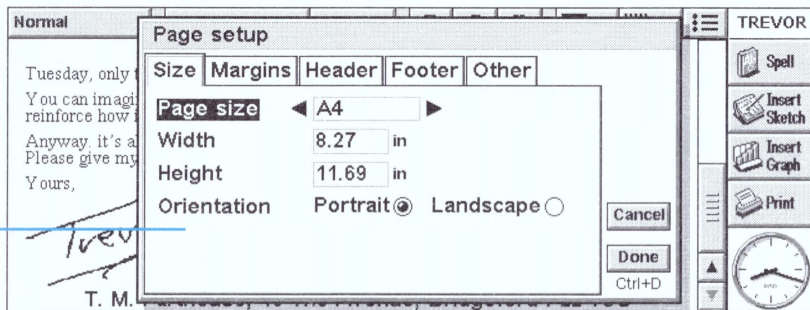 Normal
TREVOR
Page setup
Size Margins Header Footer Other
Page size A4
Width 8.27 in
Height 11.69 in
Orientation Portrait Landscape
Cancel
Done
Ctrl+D
Tuesday, only
You can imagi
reinforce how
Anyway. it's a
Please give my
Yours,
Trev
T. M.
Spell
Insert
Sketch
Insert
Graph
Print